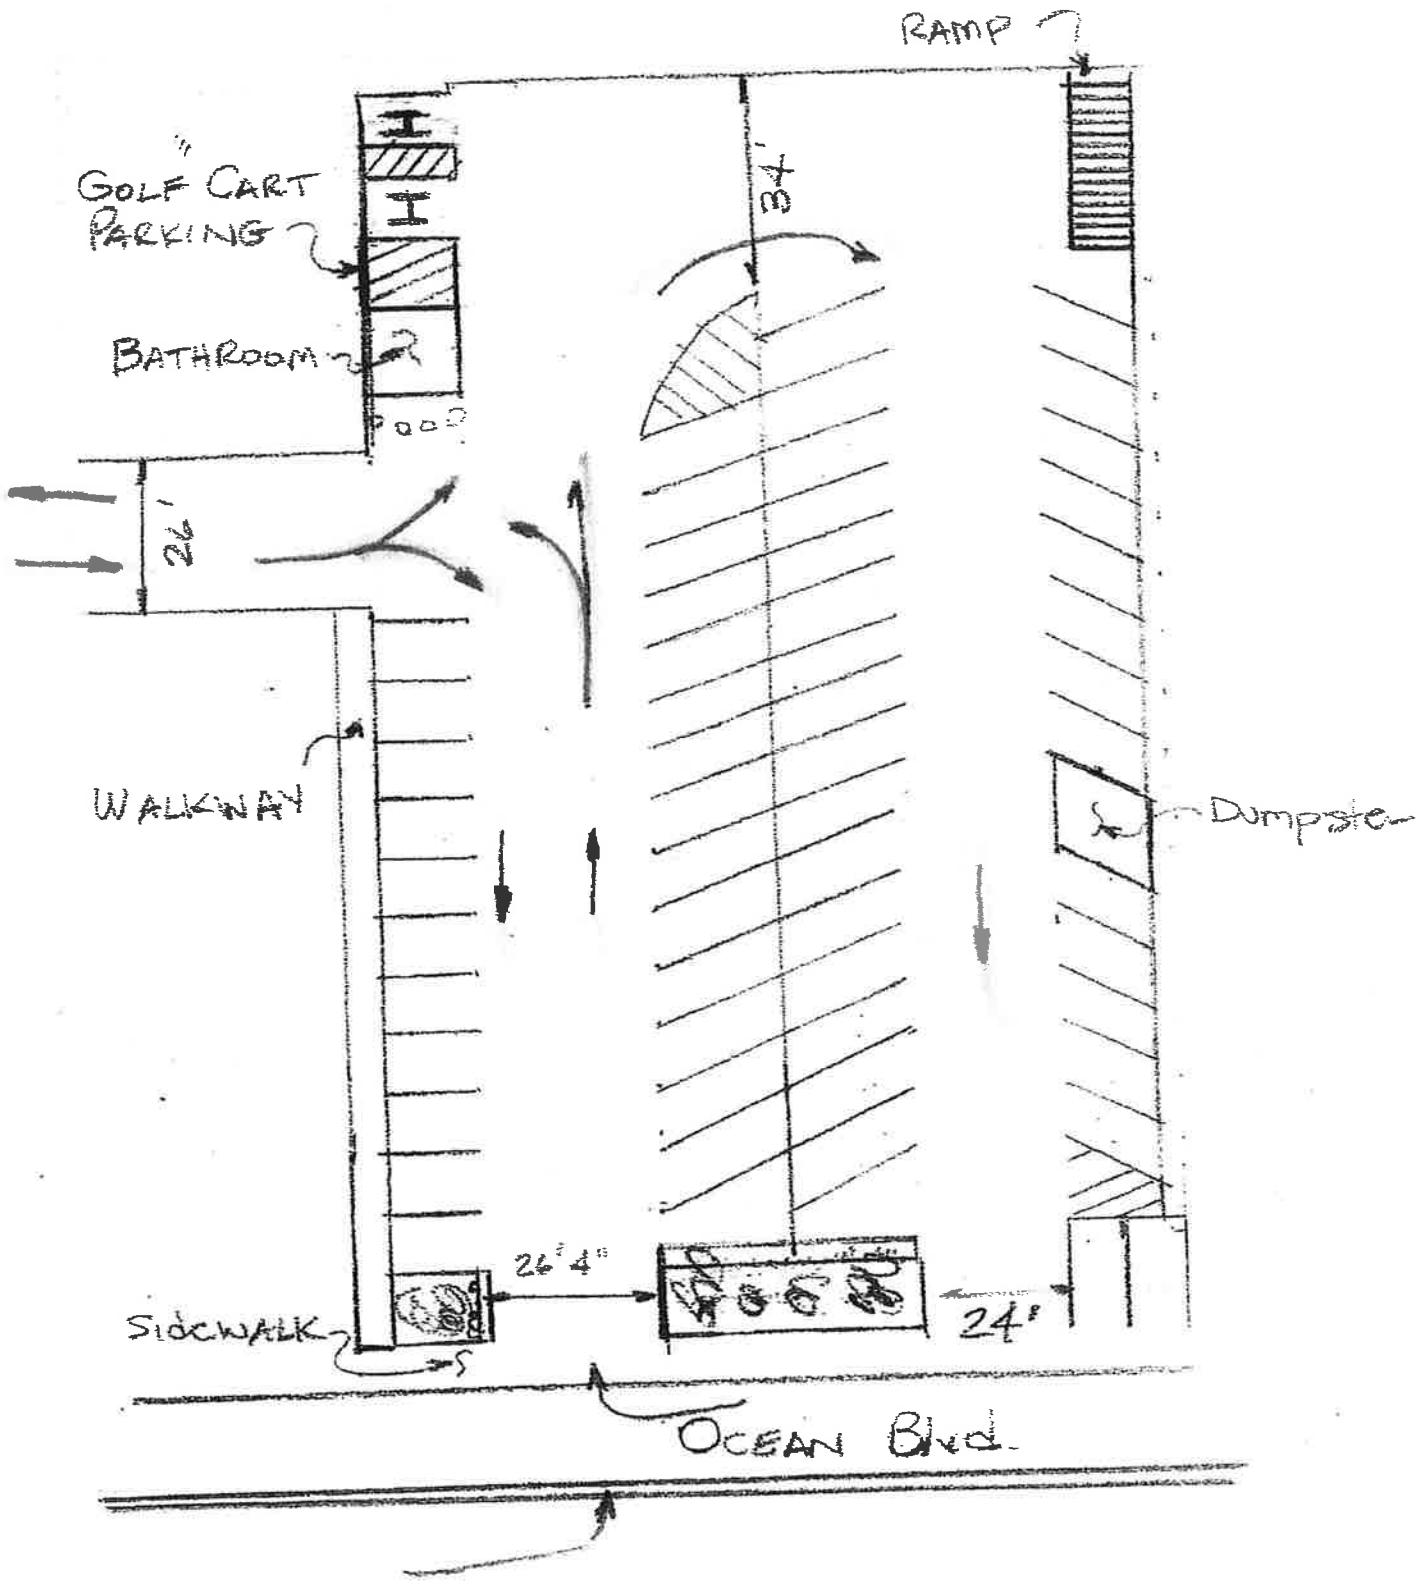 RAMP
H
34'
GOLF CART
PARKING
H
BATHROOM
26'
WALKWAY
Dumpster
26'4"
24'
SIDEWALK
OCEAN Blvd.